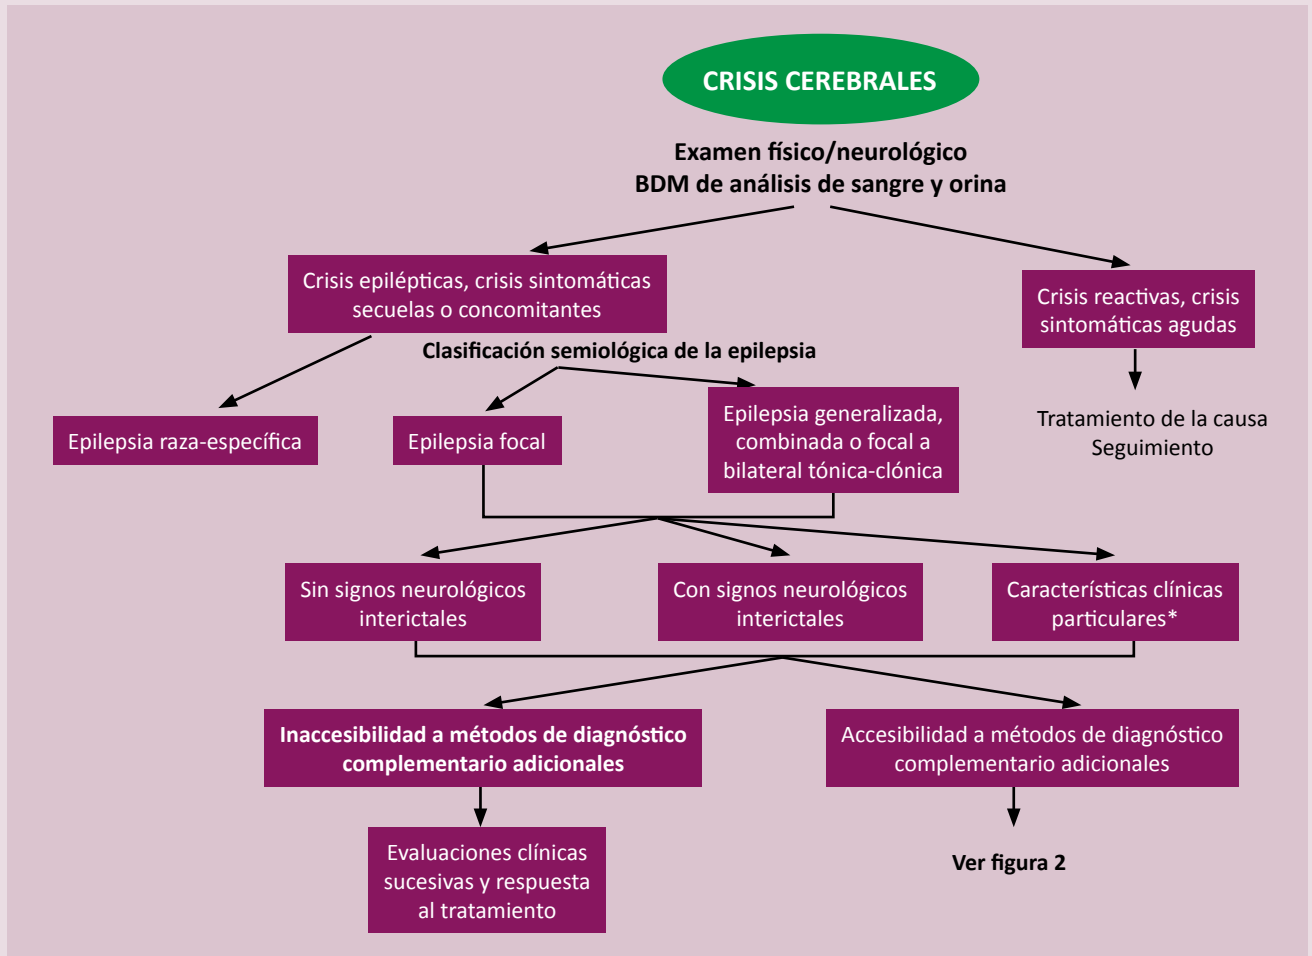 CRISIS CEREBRALES
Examen físico/neurológico
BDM de análisis de sangre y orina
Crisis epilépticas, crisis sintomáticas
secuelas o concomitantes
Crisis reactivas, crisis
sintomáticas agudas
Clasificación semiológica de la epilepsia
Tratamiento de la causa
Seguimiento
Epilepsia raza-específica
Epilepsia focal
Epilepsia generalizada,
combinada o focal a
bilateral tónica-clónica
Sin signos neurológicos
interictales
Con signos neurológicos
interictales
Característícas clínicas
particulares*
Inaccesibilidad a métodos de diagnóstico
complementario adicionales
Accesibilidad a métodos de diagnóstico
complementario adicionales
Evaluaciones clínicas
sucesivas y respuesta
al tratamiento
Ver figura 2